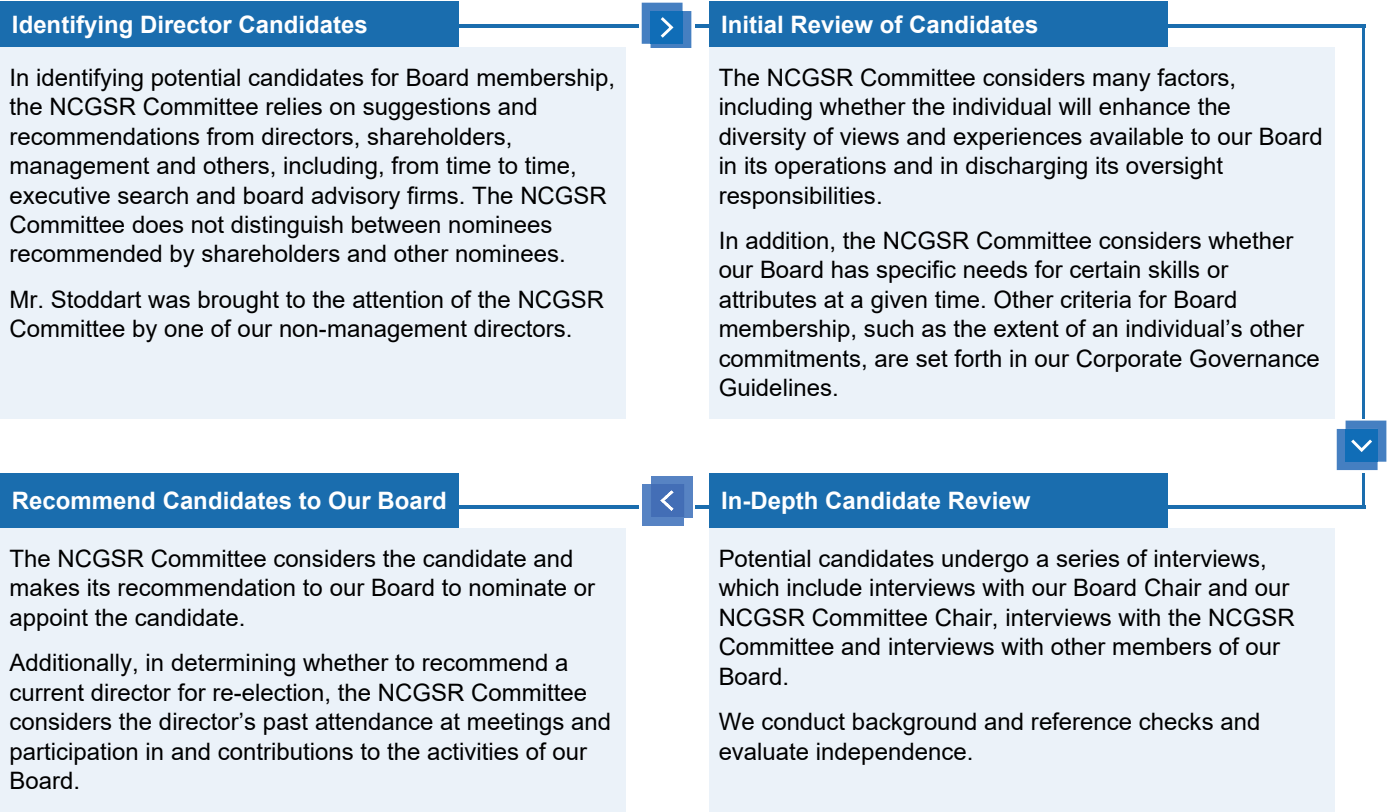 Identifying Director Candidates
In identifying potential candidates for Board membership,
the NCGSR Committee relies on suggestions and
recommendations from directors, shareholders,
management and others, including, from time to time,
executive search and board advisory firms. The NCGSR
Committee does not distinguish between nominees
recommended by shareholders and other nominees.
Mr. Stoddart was brought to the attention of the NCGSR
Committee by one of our non-management directors.
Initial Review of Candidates
The NCGSR Committee considers many factors,
including whether the individual will enhance the
diversity of views and experiences available to our Board
in its operations and in discharging its oversight
responsibilities.
In addition, the NCGSR Committee considers whether
our Board has specific needs for certain skills or
attributes at a given time. Other criteria for Board
membership, such as the extent of an individual’s other
commitments, are set forth in our Corporate Governance
Guidelines.
In-Depth Candidate Review
Potential candidates undergo a series of interviews,
which include interviews with our Board Chair and our
NCGSR Committee Chair, interviews with the NCGSR
Committee and interviews with other members of our
Board.
We conduct background and reference checks and
evaluate independence.
Recommend Candidates to Our Board
The NCGSR Committee considers the candidate and
makes its recommendation to our Board to nominate or
appoint the candidate.
Additionally, in determining whether to recommend a
current director for re-election, the NCGSR Committee
considers the director’s past attendance at meetings and
participation in and contributions to the activities of our
Board.